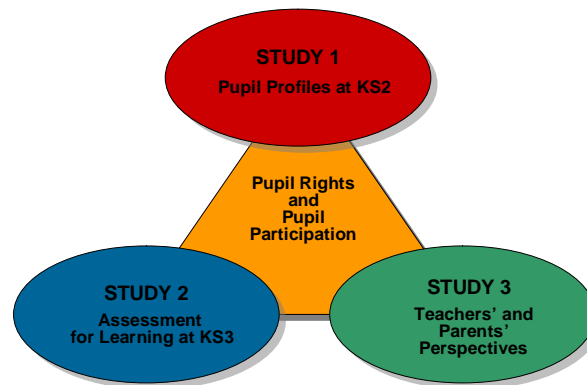 STUDY 1
Pupil Profiles at KS2
Pupil Rights
and
Pupil
Participation
STUDY 2
Assessment
for Learning at KS3
STUDY 3
Teachers' and
Parents'
Perspectives